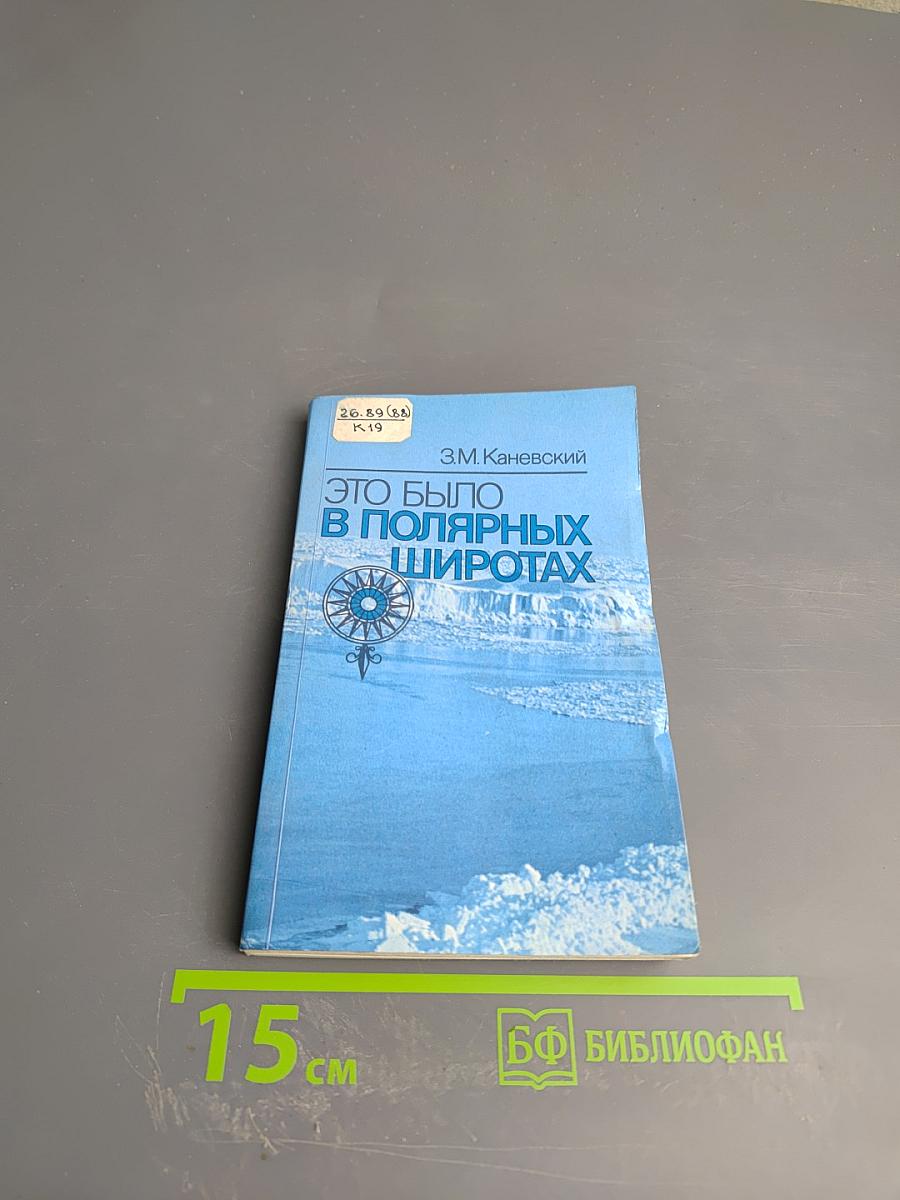 26.89(88)
К19
З.М.Каневский
ЭТО БЫЛО
В ПОЛЯРНЫХ
ШИРОТАХ
15 см
БФ БИБЛИОФАН